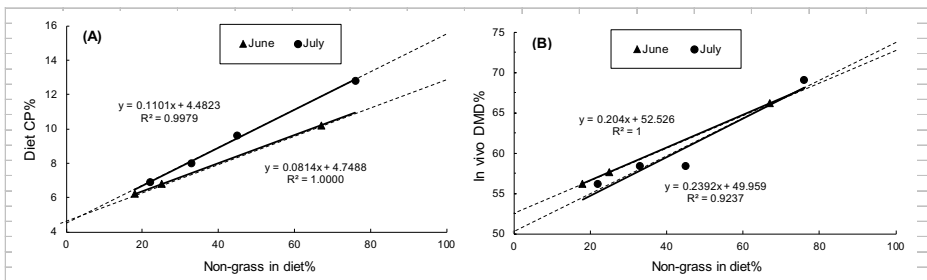 (A)
June July
16
14
12
10
8
6
4
Diet CP%
y = 0.1101x + 4.4823
R² = 0.9979
y = 0.0814x + 4.7488
R² = 1.0000
0 20 40 60 80 100
Non-grass in diet%
(B)
June July
75
70
65
60
55
50
In vivo DMD%
y = 0.204x + 52.526
R² = 1
y = 0.2392x + 49.959
R² = 0.9237
0 20 40 60 80 100
Non-grass in diet%